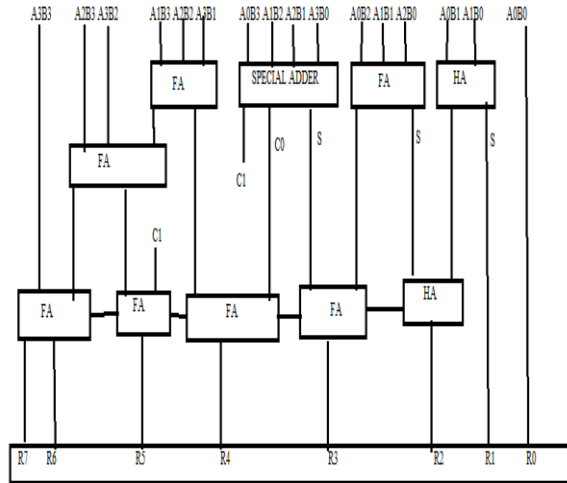 A3B3 A2B3 A3B2 A1B3 A2B2 A3B1 A0B3 A1B2 A2B1 A3B0 A0B2 A1B1 A2B0 A0B1 A1B0 A0B0
FA SPECIAL ADDER FA HA
C0 S S S
FA
C1
C1
FA FA FA FA HA
R7 R6 R5 R4 R3 R2 R1 R0